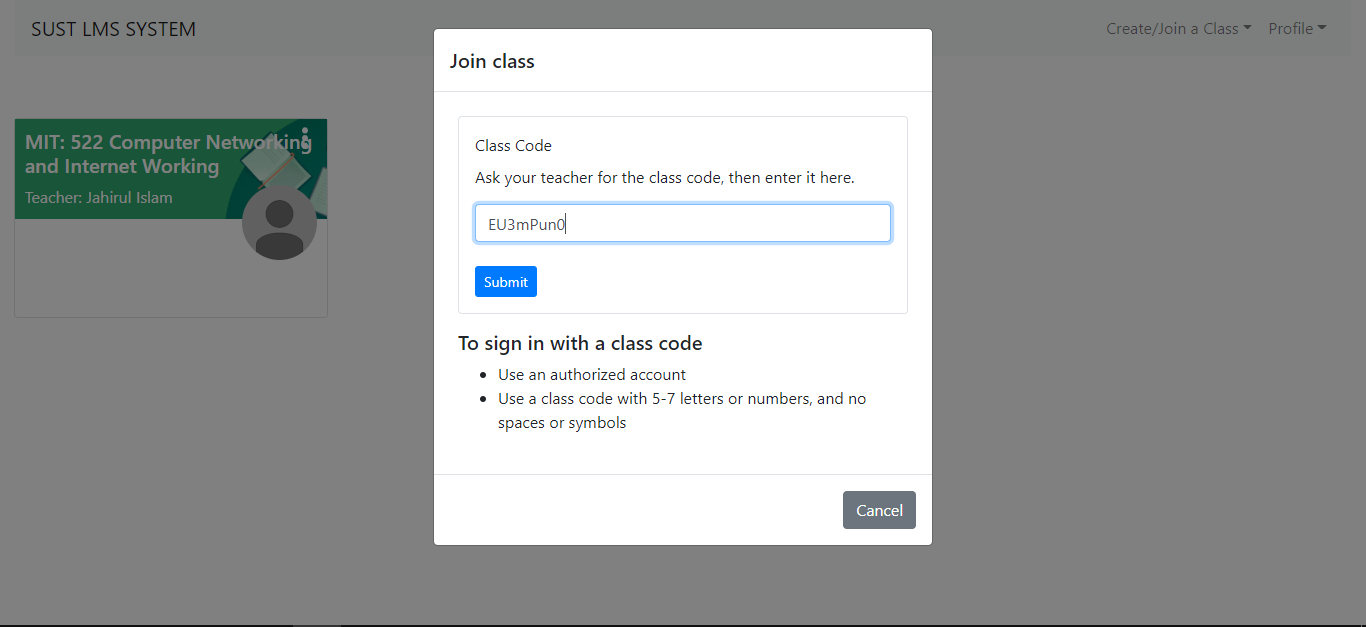 SUST LMS SYSTEM
Create/Join a Class
Profile
Join class
MIT: 522 Computer Networking
and Internet Working
Teacher: Jahirul Islam
Class Code
Ask your teacher for the class code, then enter it here.
EU3mPun0
Submit
To sign in with a class code
Use an authorized account
Use a class code with 5-7 letters or numbers, and no
spaces or symbols
Cancel